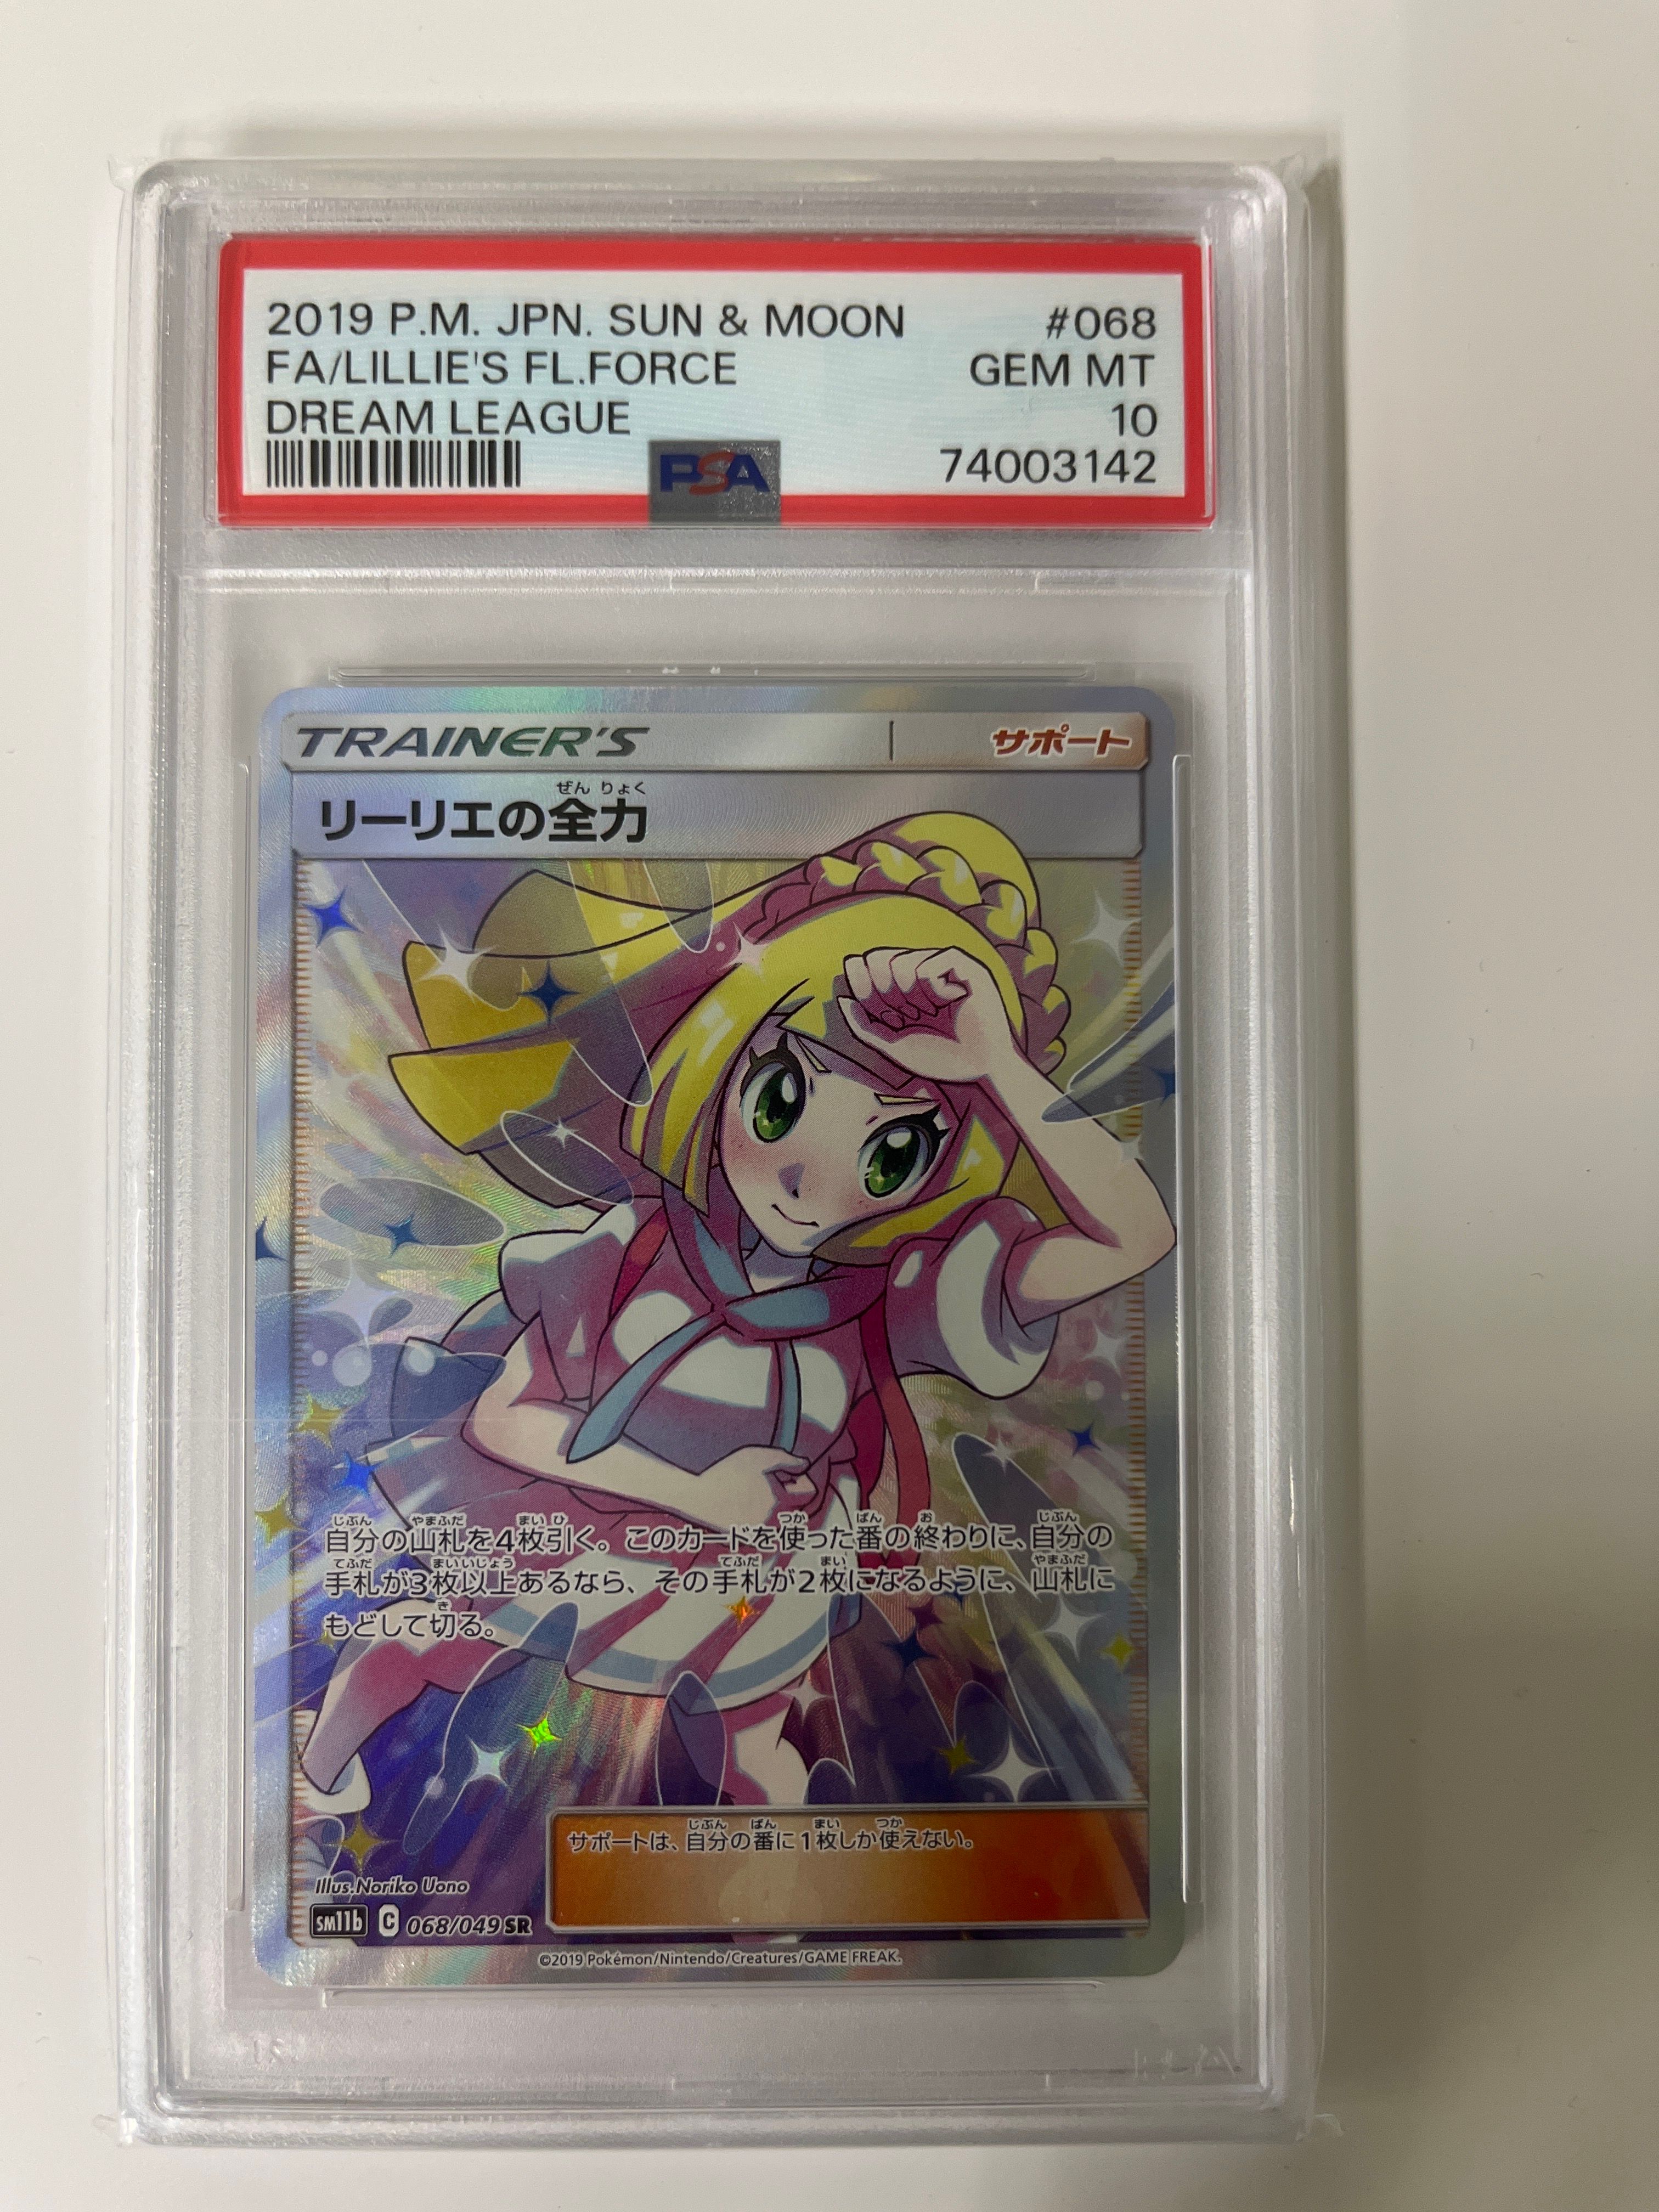 2019 P.M. JPN. SUN & MOON #068
FA/LILLIE'S FL.FORCE GEM MT
DREAM LEAGUE 10
PSA 74003142
TRAINER'S サポート
ぜん りょく
リーリエの全力
じぶん やまふだ まい ひ つか ばん お じぶん
自分の山札を4枚引く。このカードを使った番の終わりに、自分の
てふだ まいいじょう てふだ まい やまふだ
手札が3枚以上あるなら、その手札が2枚になるように、山札に
き
もどして切る。
じぶん ばん まい つか
サポートは、自分の番に1枚しか使えない。
Illus.Noriko Uono
sm11b C 068/049 SR
©2019 Pokémon/Nintendo/Creatures/GAME FREAK.